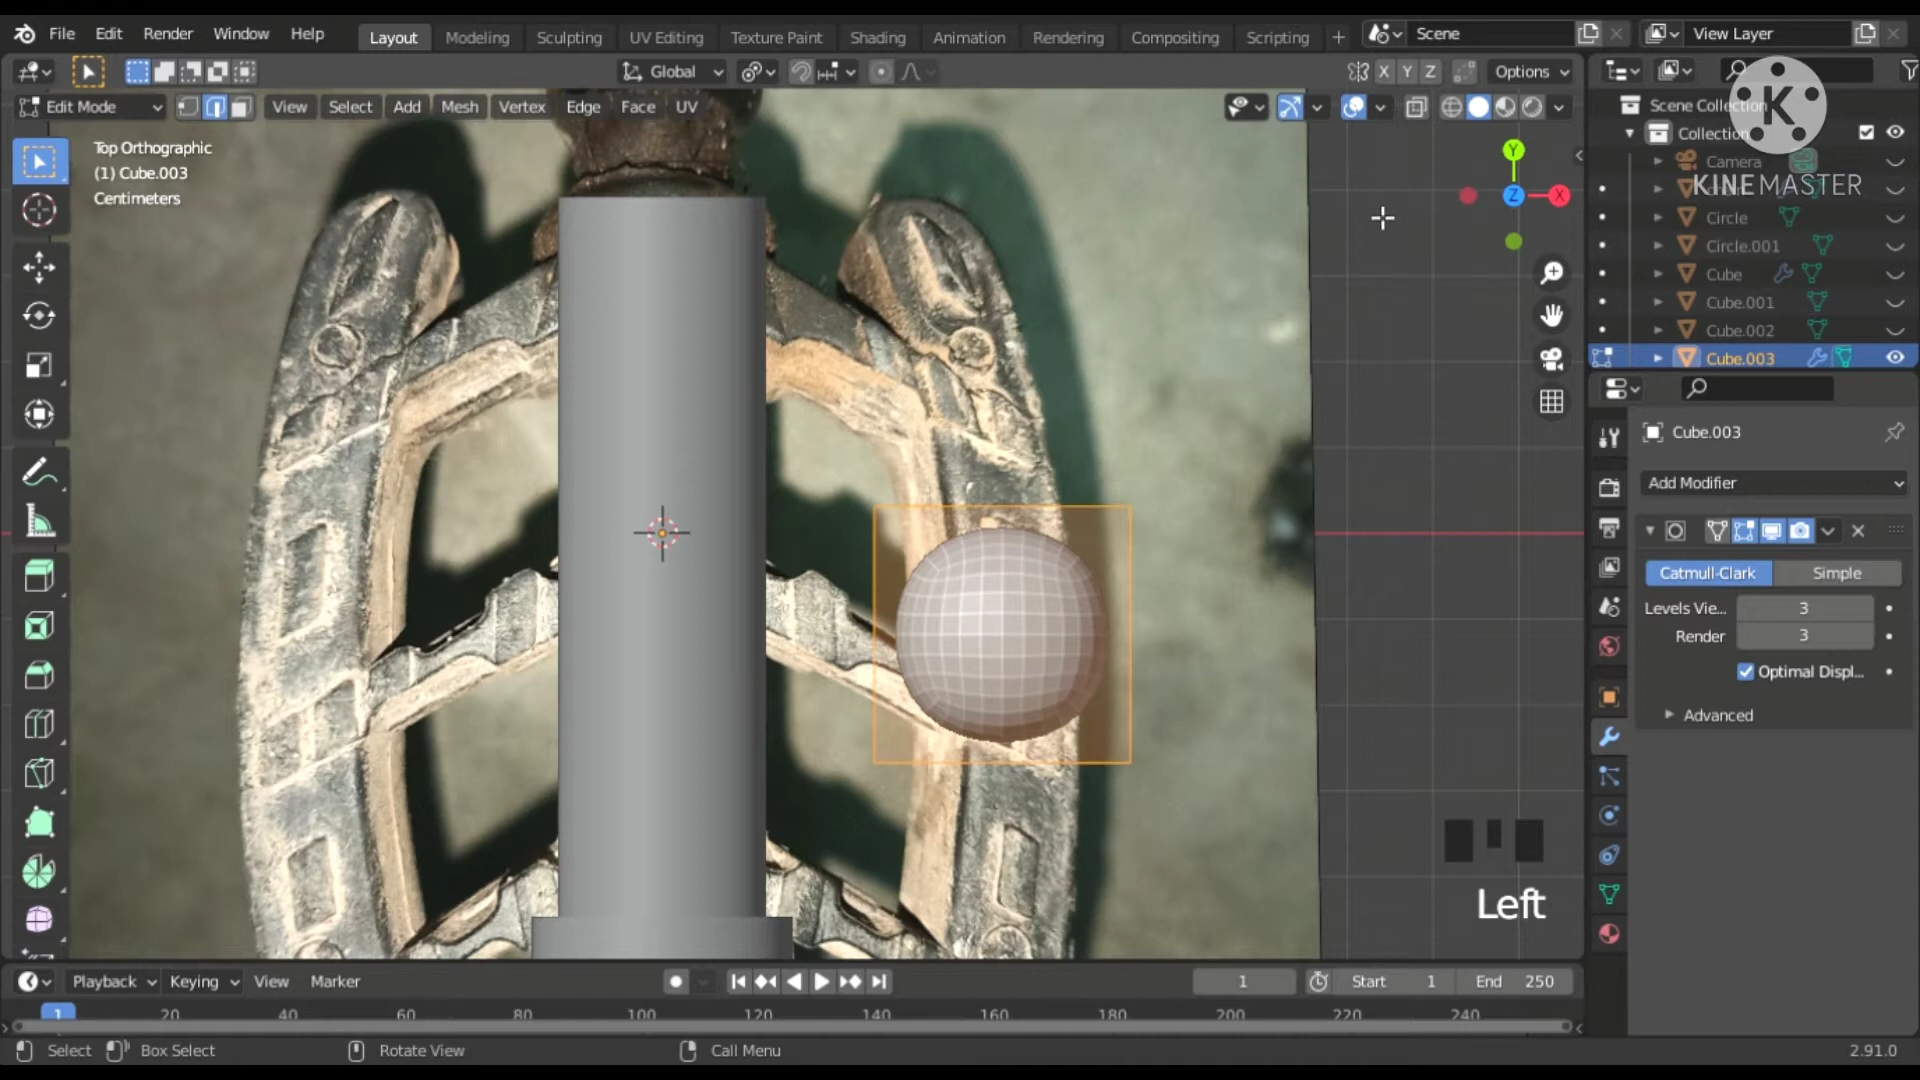 File Edit Render Window Help Layout Modeling Sculpting UV Editing Texture Paint Shading Animation Rendering Compositing Scripting + Scene View Layer
Global X Y Z Options
Edit Mode View Select Add Mesh Vertex Edge Face UV
Scene Collection
Collection
Top Orthographic
(1) Cube.003
Centimeters
Y
Z X
Camera
K
KINEMASTER
Circle
Circle.001
Cube
Cube.001
Cube.002
Cube.003
Cube.003
Add Modifier
Catmull-Clark Simple
Levels Vie... 3
Render 3
Optimal Displ...
Advanced
Left
Playback Keying View Marker 1 Start 1 End 250
1 20 40 60 80 100 120 140 160 180 200 220 240
Select Box Select Rotate View Call Menu 2.91.0